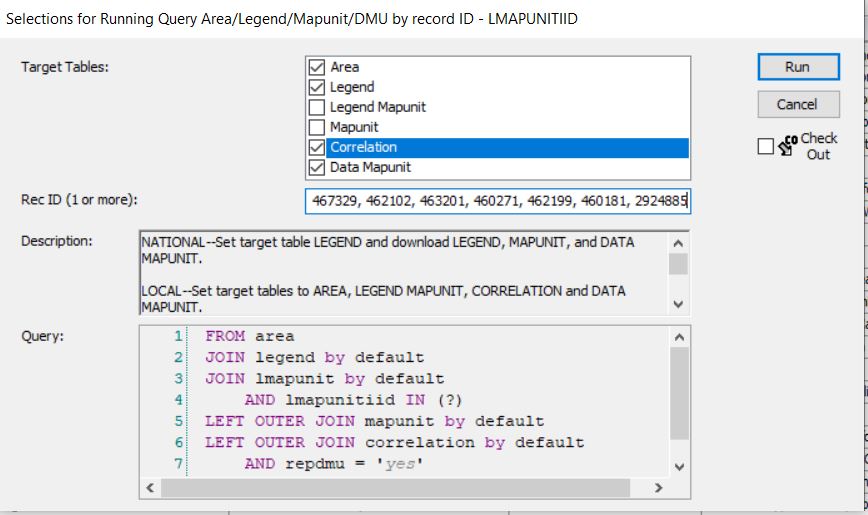 Selections for Running Query Area/Legend/Mapunit/DMU by record ID - LMAPUNITIID
Target Tables:
Area
Legend
Legend Mapunit
Mapunit
Correlation
Data Mapunit
Run
Cancel
CO Check
Out
Rec ID (1 or more):
467329, 462102, 463201, 460271, 462199, 460181, 2924885
Description:
NATIONAL--Set target table LEGEND and download LEGEND, MAPUNIT, and DATA
MAPUNIT.
LOCAL--Set target tables to AREA, LEGEND MAPUNIT, CORRELATION and DATA
MAPUNIT.
Query:
1 FROM area
2 JOIN legend by default
3 JOIN lmapunit by default
4 AND lmapunitiid IN (?)
5 LEFT OUTER JOIN mapunit by default
6 LEFT OUTER JOIN correlation by default
7 AND repdmu = 'yes'